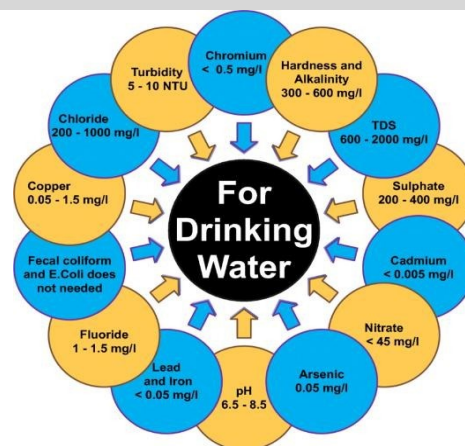 Chromium
< 0.5 mg/l
Hardness and
Alkalinity
300 - 600 mg/l
TDS
600 - 2000 mg/l
Sulphate
200 - 400 mg/l
Cadmium
< 0.005 mg/l
Nitrate
< 45 mg/l
Arsenic
0.05 mg/l
pH
6.5 - 8.5
Lead
and Iron
< 0.05 mg/l
Fluoride
1 - 1.5 mg/l
Fecal coliform
and E.Coli does
not needed
Copper
0.05 - 1.5 mg/l
Chloride
200 - 1000 mg/l
Turbidity
5 - 10 NTU
For
Drinking
Water